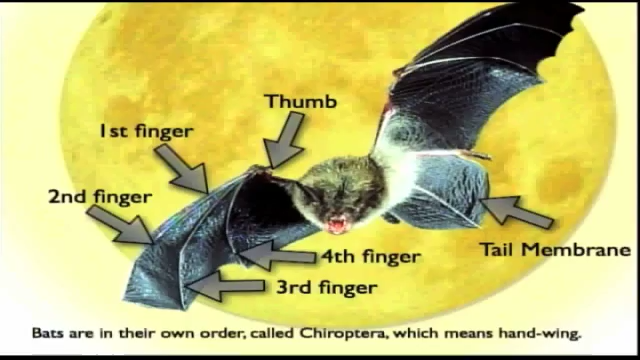 Thumb
1st finger
2nd finger
4th finger
Tail Membrane
3rd finger
Bats are in their own order, called Chiroptera, which means hand-wing.